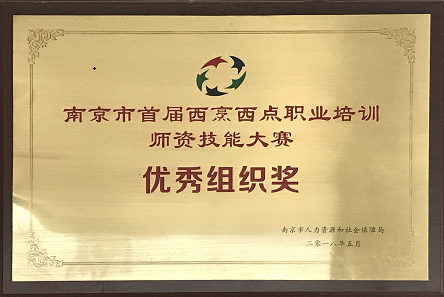 南京市首届西烹西点职业培训
师资技能大赛
优秀组织奖
南京市人力资源和社会保障局
二零一八年五月